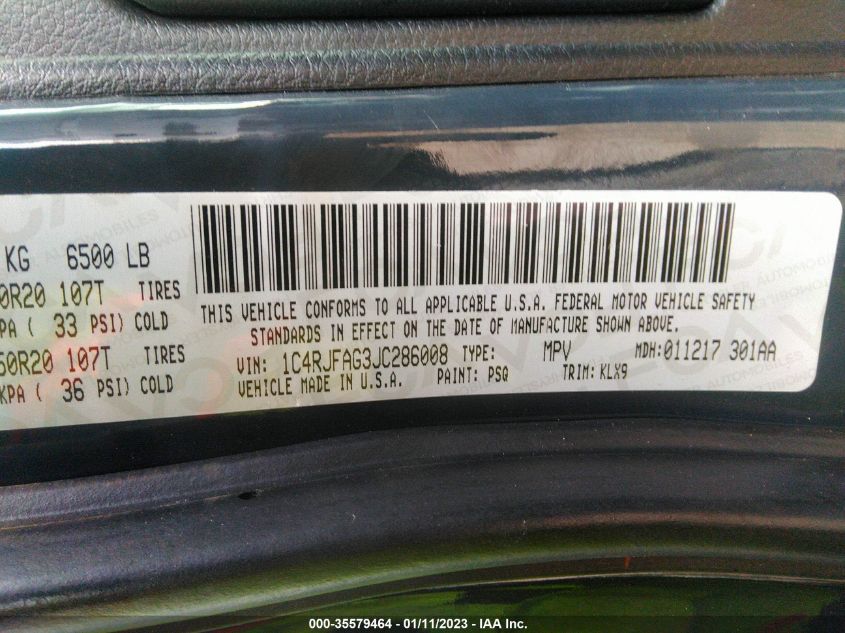 KG 6500 LB
0R20 107T TIRES
PA ( 33 PSI) COLD
50R20 107T TIRES
KPA ( 36 PSI) COLD
THIS VEHICLE CONFORMS TO ALL APPLICABLE U.S.A. FEDERAL MOTOR VEHICLE SAFETY
STANDARDS IN EFFECT ON THE DATE OF MANUFACTURE SHOWN ABOVE.
VIN: 1C4RJFAG3JC286008 TYPE: MPV MDH:011217 301AA
VEHICLE MADE IN U.S.A. PAINT: PSQ TRIM: KLX9
000-35579464 - 01/11/2023 - © IAA Inc.